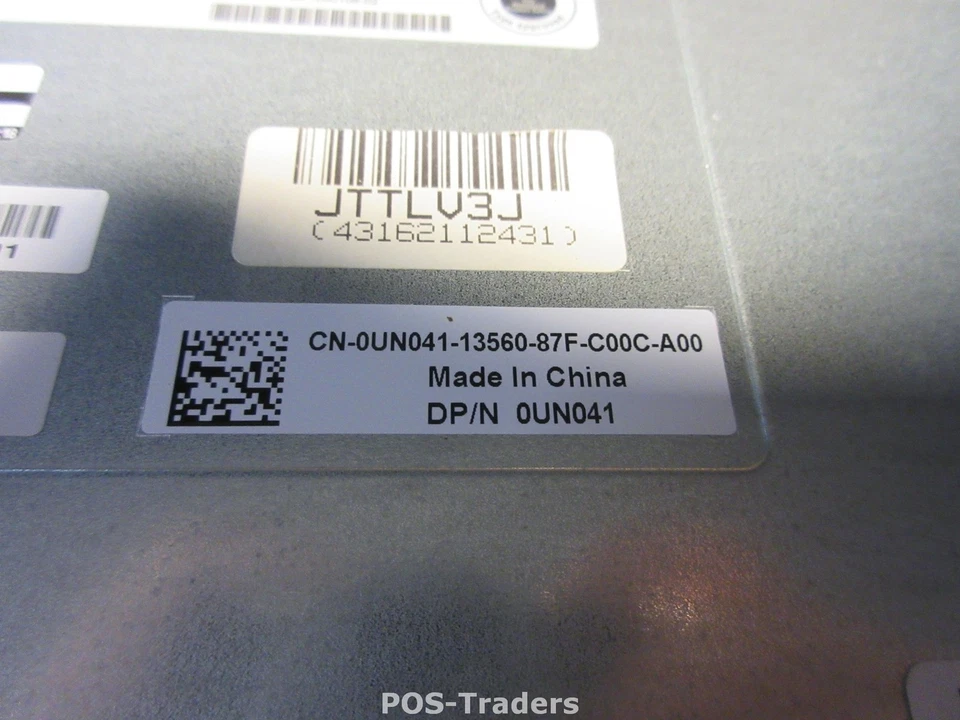 JTTLV3J
(43162112431)
CN-0UN041-13560-87F-C00C-A00
Made In China
DP/N 0UN041
POS-Traders